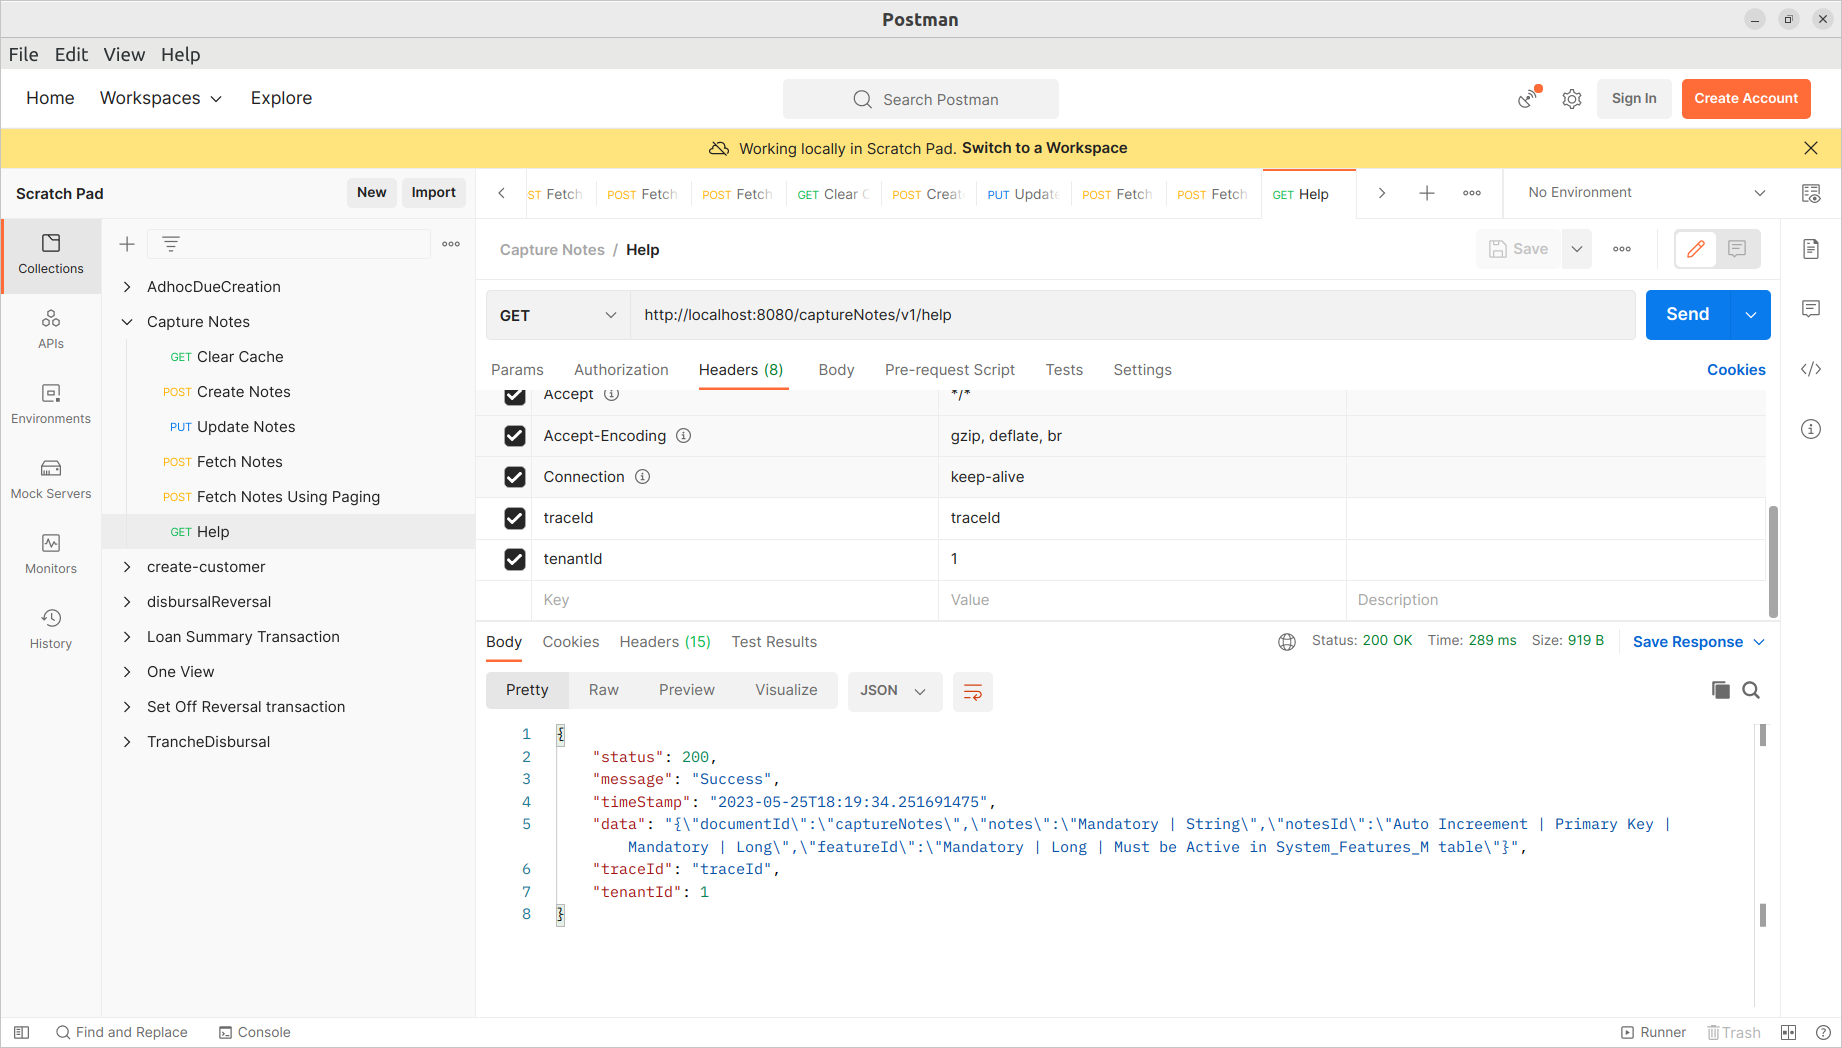 Postman
File Edit View Help
Home Workspaces Explore
Search Postman
Sign In
Create Account
Working locally in Scratch Pad. Switch to a Workspace
Scratch Pad
New
Import
ST Fetch
POST Fetch
POST Fetch
GET Clear C
POST Creat
PUT Update
POST Fetch
POST Fetch
GET Help
No Environment
Collections
APIs
Environments
Mock Servers
Monitors
History
AdhocDueCreation
Capture Notes
GET Clear Cache
POST Create Notes
PUT Update Notes
POST Fetch Notes
POST Fetch Notes Using Paging
GET Help
create-customer
disbursalReversal
Loan Summary Transaction
One View
Set Off Reversal transaction
TrancheDisbursal
Capture Notes / Help
Save
GET
http://localhost:8080/captureNotes/v1/help
Send
Params Authorization Headers (8) Body Pre-request Script Tests Settings
Cookies
Accept */*
Accept-Encoding gzip, deflate, br
Connection keep-alive
traceId traceId
tenantId 1
Key Value Description
Body Cookies Headers (15) Test Results
Status: 200 OK Time: 289 ms Size: 919 B
Save Response
Pretty Raw Preview Visualize
JSON
1 {
2 "status": 200,
3 "message": "Success",
4 "timeStamp": "2023-05-25T18:19:34.251691475",
5 "data": "{\"documentId\":\"captureNotes\",\"notes\":\"Mandatory | String\",\"notesId\":\"Auto Increement | Primary Key |
Mandatory | Long\",\"featureId\":\"Mandatory | Long | Must be Active in System_Features_M table\"}",
6 "traceId": "traceId",
7 "tenantId": 1
8 }
Find and Replace
Console
Runner
Trash